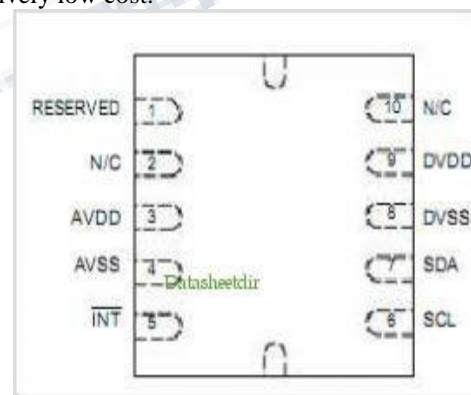 ively low cost.
RESERVED 1 10 N/C
N/C 2 9 DVDD
AVDD 3 8 DVSS
AVSS 4 7 SDA
Datasheetdir
INT 5 6 SCL